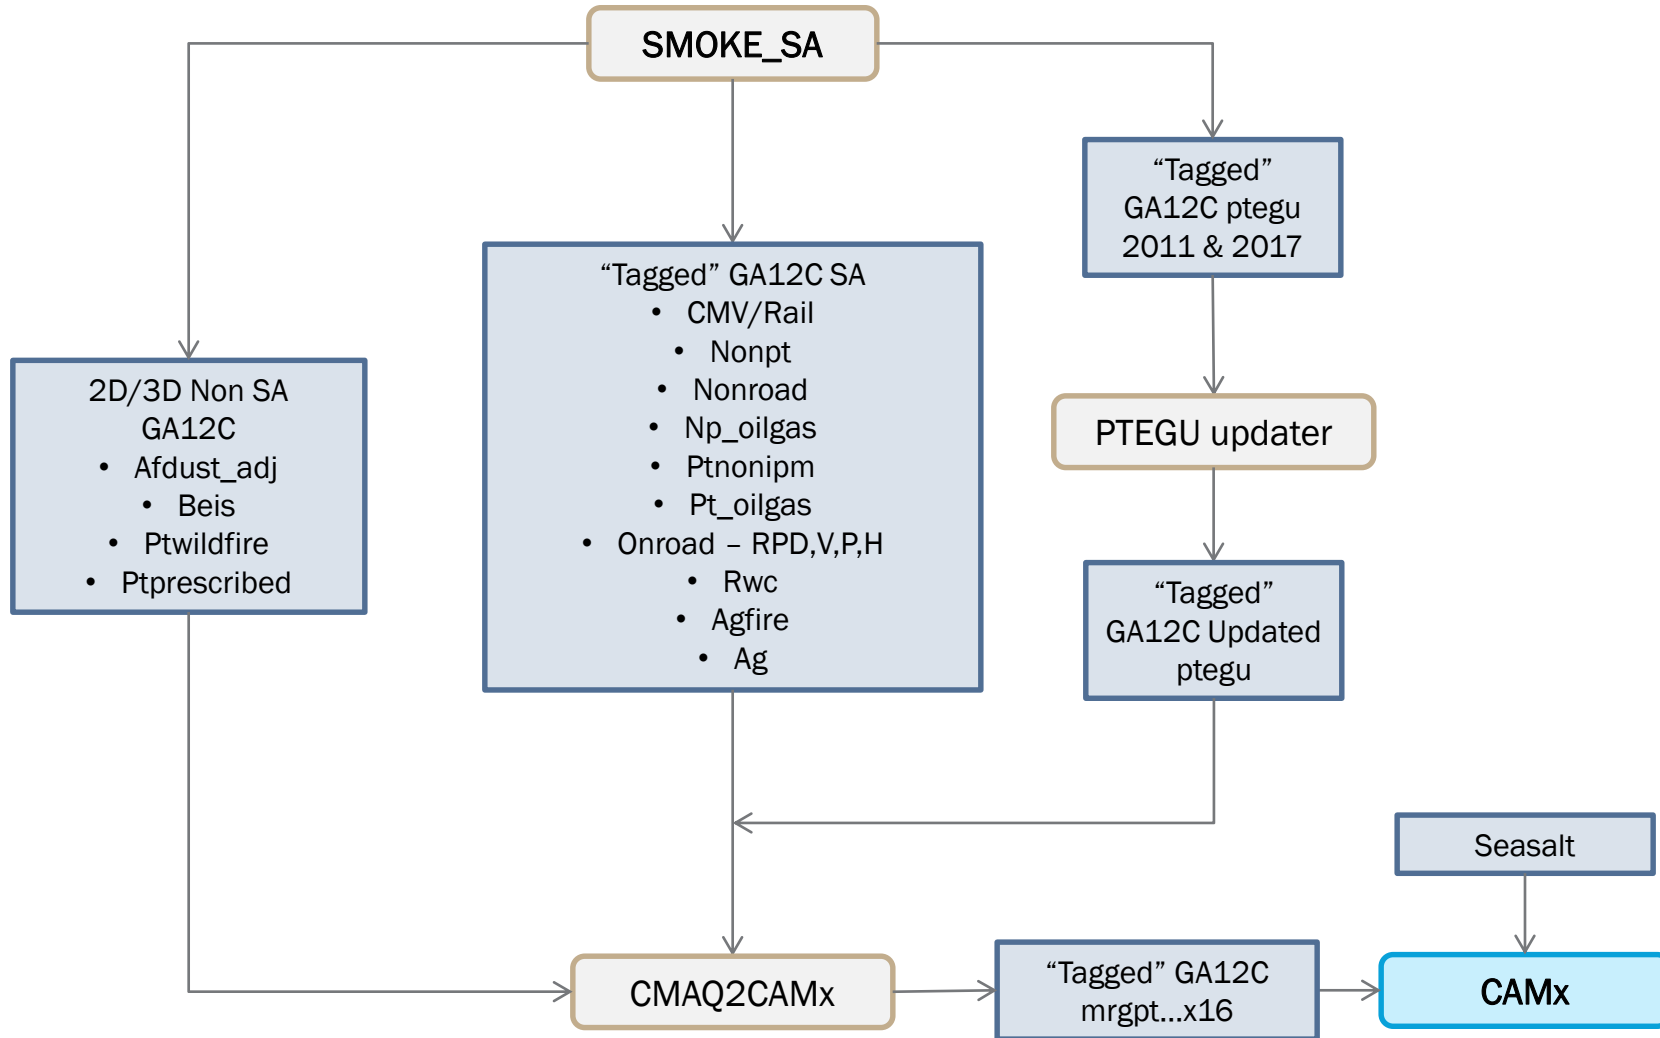 SMOKE_SA
“Tagged”
GA12C ptegu
2011 & 2017
“Tagged” GA12C SA
• CMV/Rail
• Nonpt
• Nonroad
• Np_oilgas
• Ptnonipm
• Pt_oilgas
• Onroad – RPD,V,P,H
• Rwc
• Agfire
• Ag
2D/3D Non SA
GA12C
• Afdust_adj
• Beis
• Ptwildfire
• Ptprescribed
PTEGU updater
“Tagged”
GA12C Updated
ptegu
Seasalt
CMAQ2CAMx
“Tagged” GA12C
mrgpt...x16
CAMx